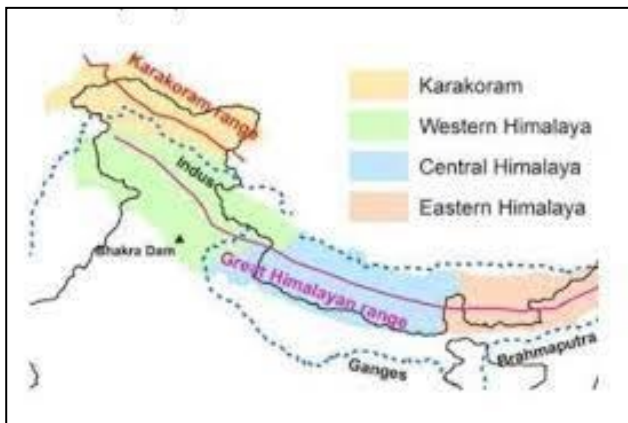 Karakoram range
Indus
Bhakra Dam
Great Himalayan range
Ganges
Brahmaputra
Karakoram
Western Himalaya
Central Himalaya
Eastern Himalaya